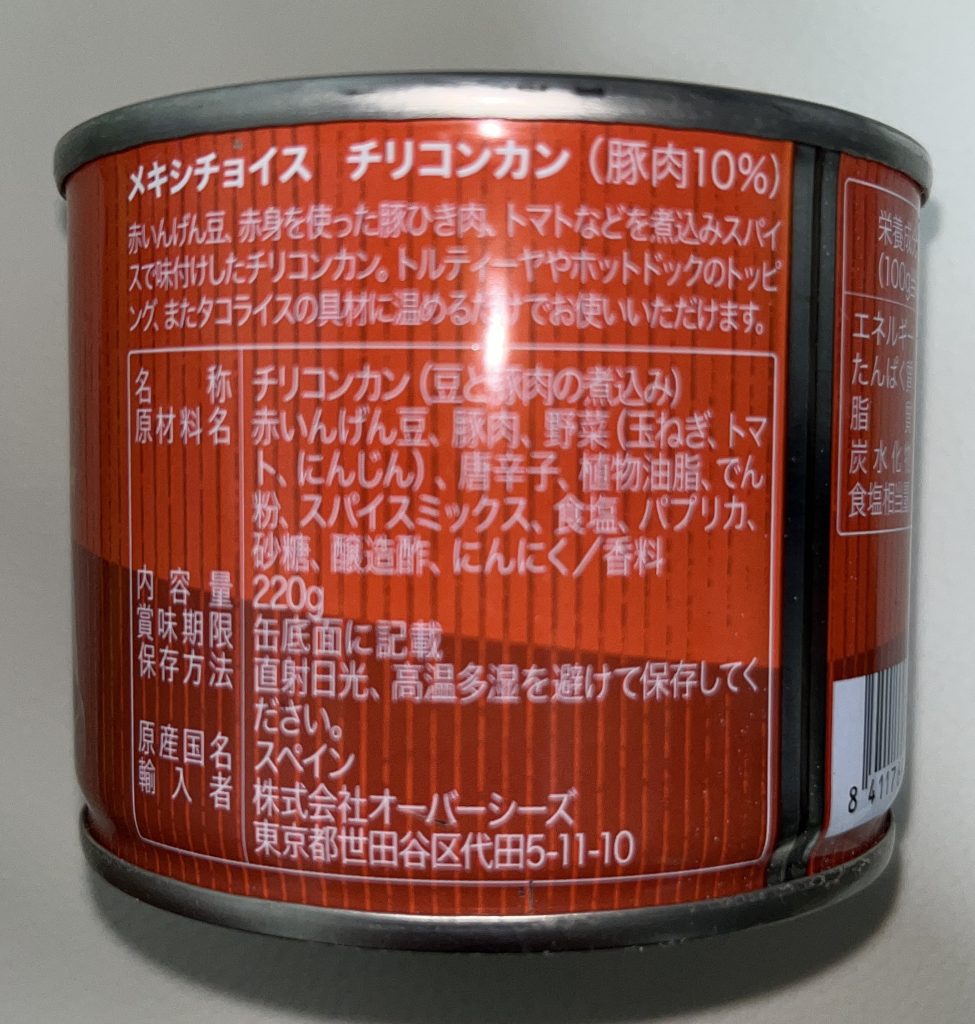 メキシチョイス チリコンカン（豚肉10%）
赤いんげん豆、赤身を使った豚ひき肉、トマトなどを煮込みスパイ
スで味付けしたチリコンカン。トルティーヤやホットドックのトッピ
ング、またタコライスの具材に温めるだけでお使いいただけます。
名称 チリコンカン（豆と豚肉の煮込み）
原材料名 赤いんげん豆、豚肉、野菜（玉ねぎ、トマ
ト、にんじん）、唐辛子、植物油脂、でん
粉、スパイスミックス、食塩、パプリカ、
砂糖、醸造酢、にんにく／香料
内容量 220g
賞味期限 缶底面に記載
保存方法 直射日光、高温多湿を避けて保存してく
ださい。
原産国名 スペイン
輸入者 株式会社オーバーシーズ
東京都世田谷区代田5-11-10
栄養成分
(100g
エネルギー
たんぱく質
脂質
炭水化物
食塩相当量
8 4117